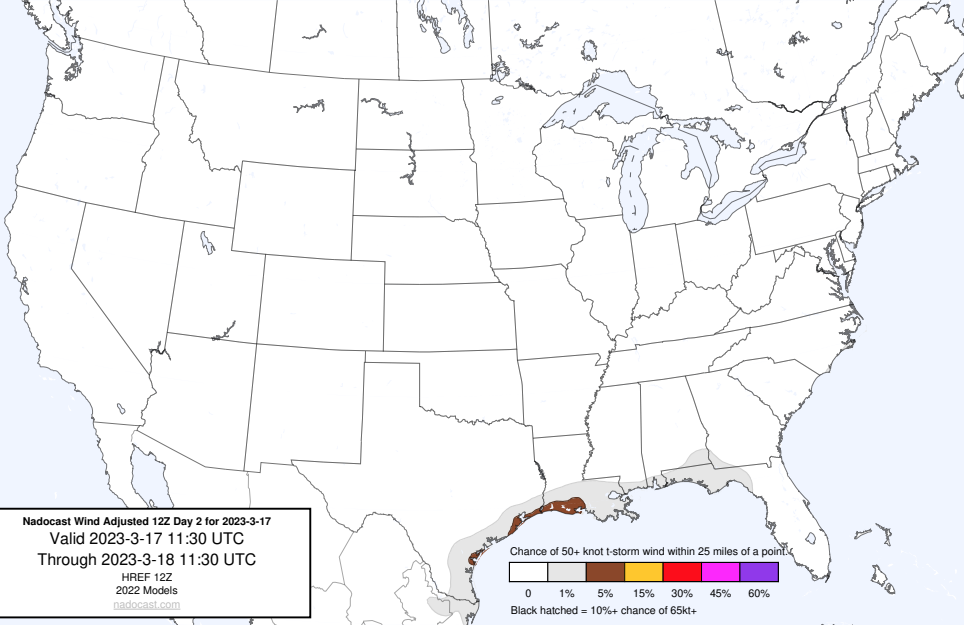 Nadocast Wind Adjusted 12Z Day 2 for 2023-3-17
Valid 2023-3-17 11:30 UTC
Through 2023-3-18 11:30 UTC
HREF 12Z
2022 Models
nadocast.com
Chance of 50+ knot t-storm wind within 25 miles of a point.
0 1% 5% 15% 30% 45% 60%
Black hatched = 10%+ chance of 65kt+